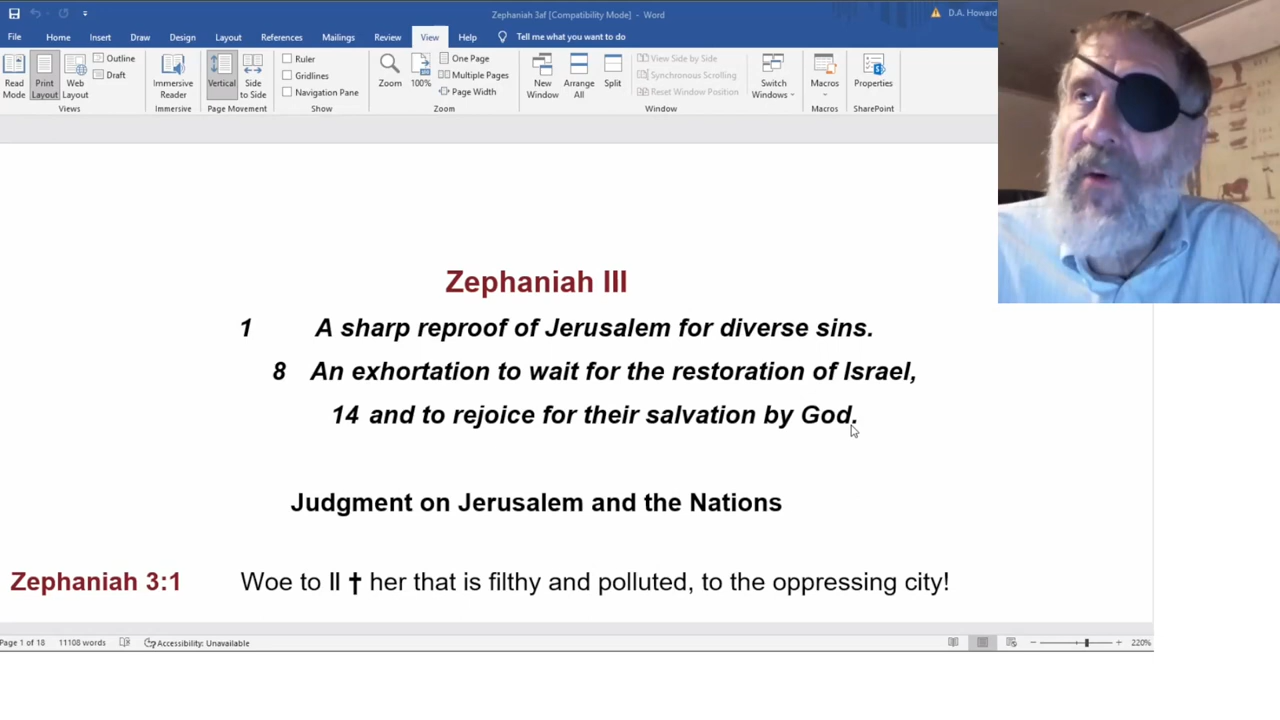 Zephaniah 3af [Compatibility Mode] - Word
D.A. Howard
File Home Insert Draw Design Layout References Mailings Review View Help Tell me what you want to do
Read Mode
Print Layout
Web Layout
Outline
Draft
Views
Immersive Reader
Immersive
Vertical
Side to Side
Page Movement
Ruler
Gridlines
Navigation Pane
Show
Zoom
100%
One Page
Multiple Pages
Page Width
Zoom
New Window
Arrange All
Split
View Side by Side
Synchronous Scrolling
Reset Window Position
Window
Switch Windows
Macros
Macros
Properties
SharePoint
Zephaniah III
1 A sharp reproof of Jerusalem for diverse sins.
8 An exhortation to wait for the restoration of Israel,
14 and to rejoice for their salvation by God.
Judgment on Jerusalem and the Nations
Zephaniah 3:1 Woe to ǁ † her that is filthy and polluted, to the oppressing city!
Page 1 of 18 11108 words Accessibility: Unavailable 220%